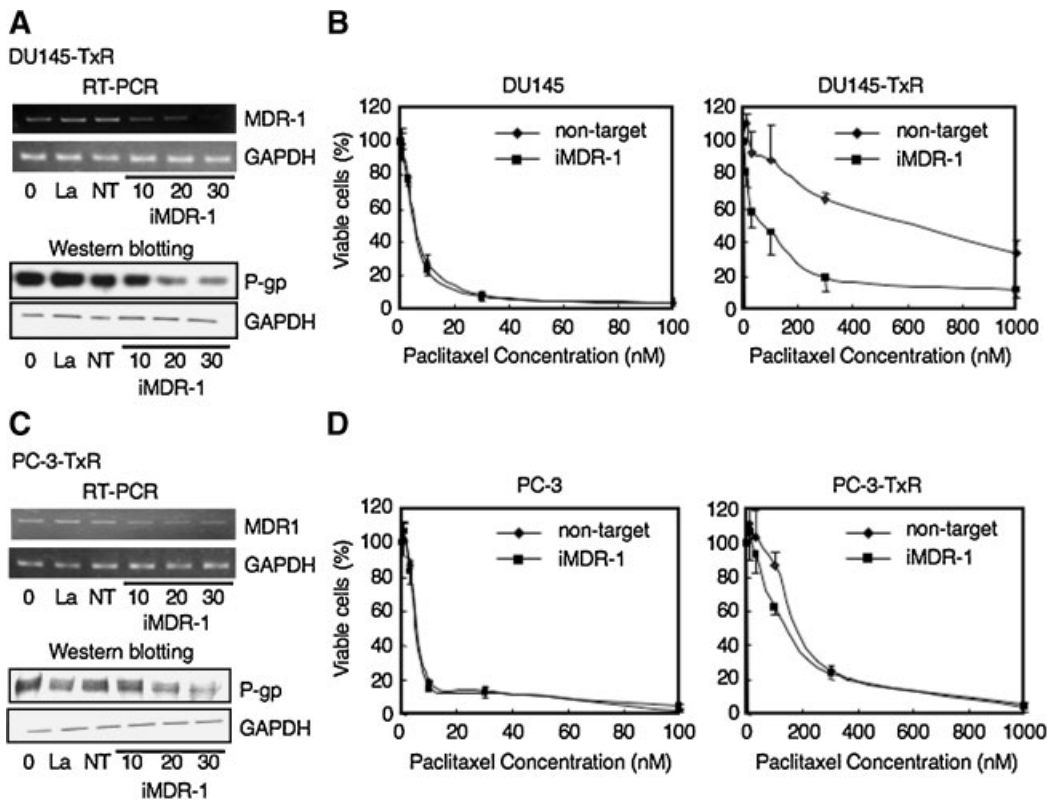 A
DU145-TxR
RT-PCR
MDR-1
GAPDH
0 La NT 10 20 30
iMDR-1
Western blotting
P-gp
GAPDH
0 La NT 10 20 30
iMDR-1
B
DU145
120
100
80
60
40
20
0
Viable cells (%)
non-target
iMDR-1
0 20 40 60 80 100
Paclitaxel Concentration (nM)
DU145-TxR
120
100
80
60
40
20
0
non-target
iMDR-1
0 200 400 600 800 1000
Paclitaxel Concentration (nM)
C
PC-3-TxR
RT-PCR
MDR1
GAPDH
0 La NT 10 20 30
iMDR-1
Western blotting
P-gp
GAPDH
0 La NT 10 20 30
iMDR-1
D
PC-3
120
100
80
60
40
20
0
Viable cells (%)
non-target
iMDR-1
0 20 40 60 80 100
Paclitaxel Concentration (nM)
PC-3-TxR
120
100
80
60
40
20
0
non-target
iMDR-1
0 200 400 600 800 1000
Paclitaxel Concentration (nM)